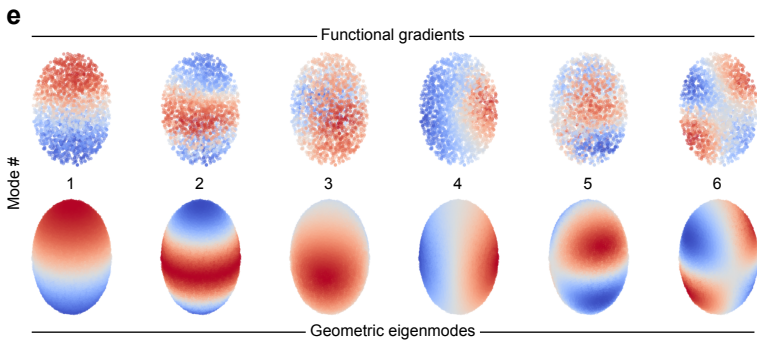 e
Functional gradients
Mode #
1 2 3 4 5 6
Geometric eigenmodes